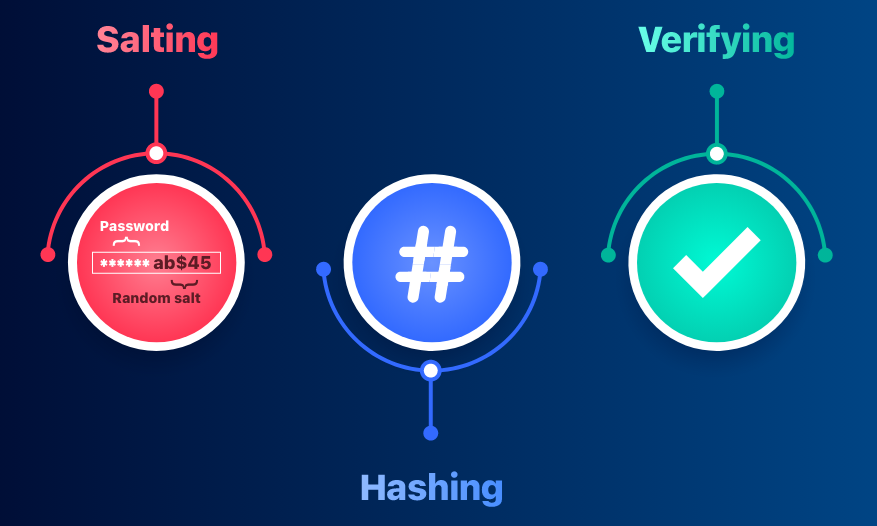 Salting
Verifying
Password
****** ab$45
Random salt
#
Hashing